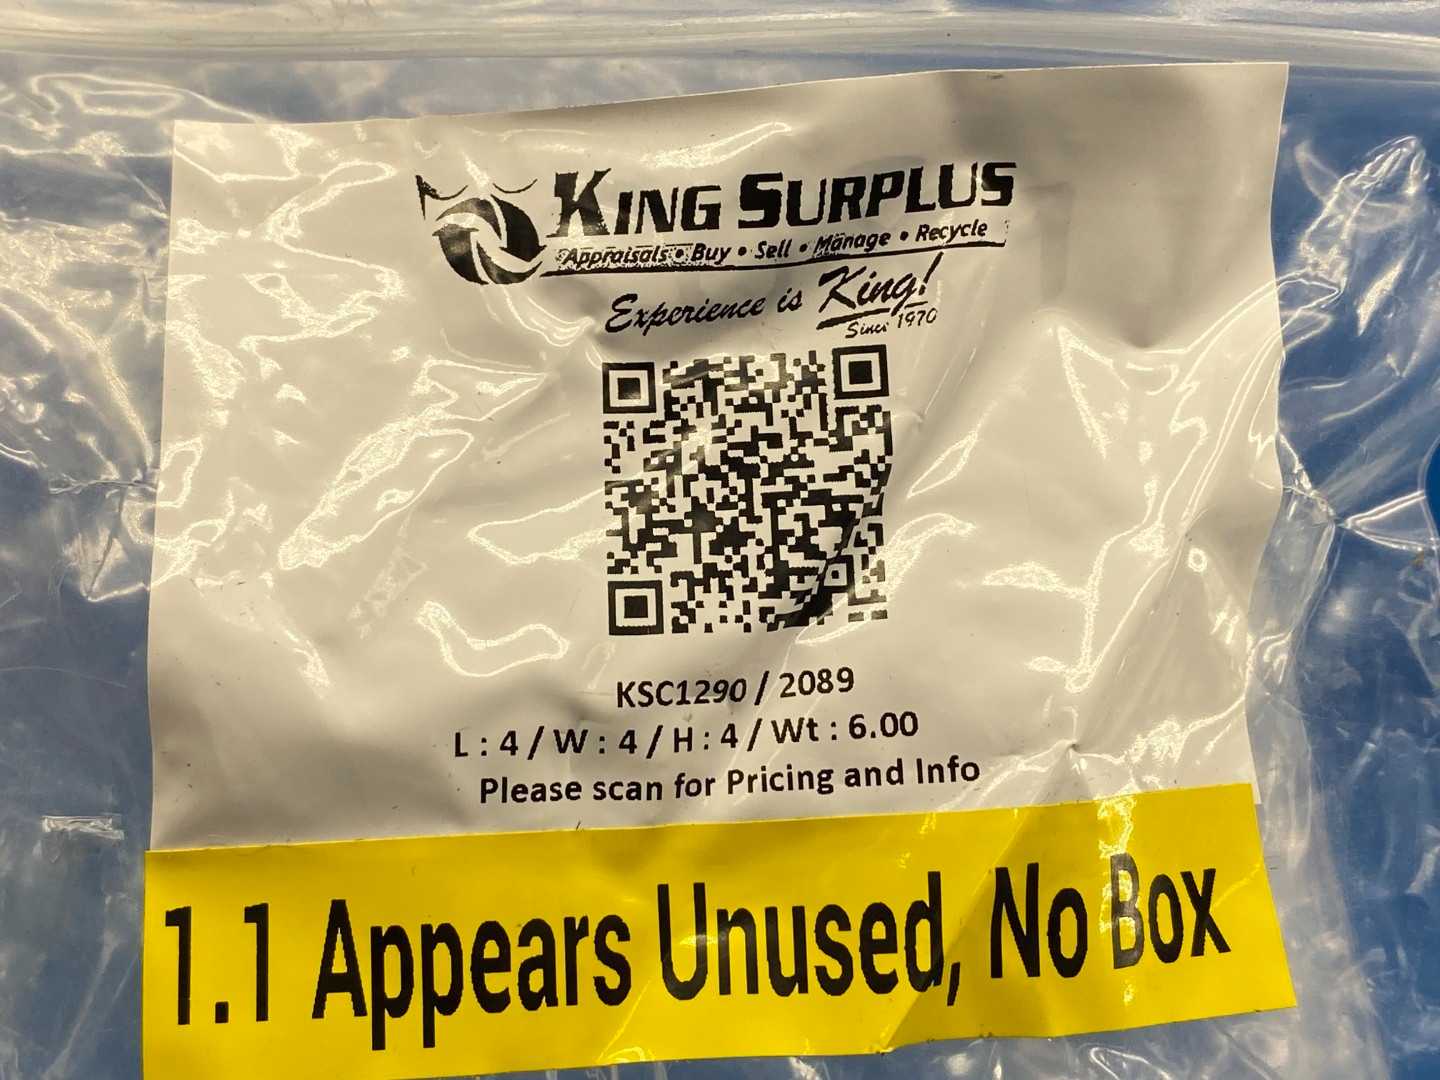 KING SURPLUS
Appraisals • Buy • Sell • Manage • Recycle
Experience is King!
Since 1970
KSC1290 / 2089
L : 4 / W : 4 / H : 4 / Wt : 6.00
Please scan for Pricing and Info
1.1 Appears Unused, No Box